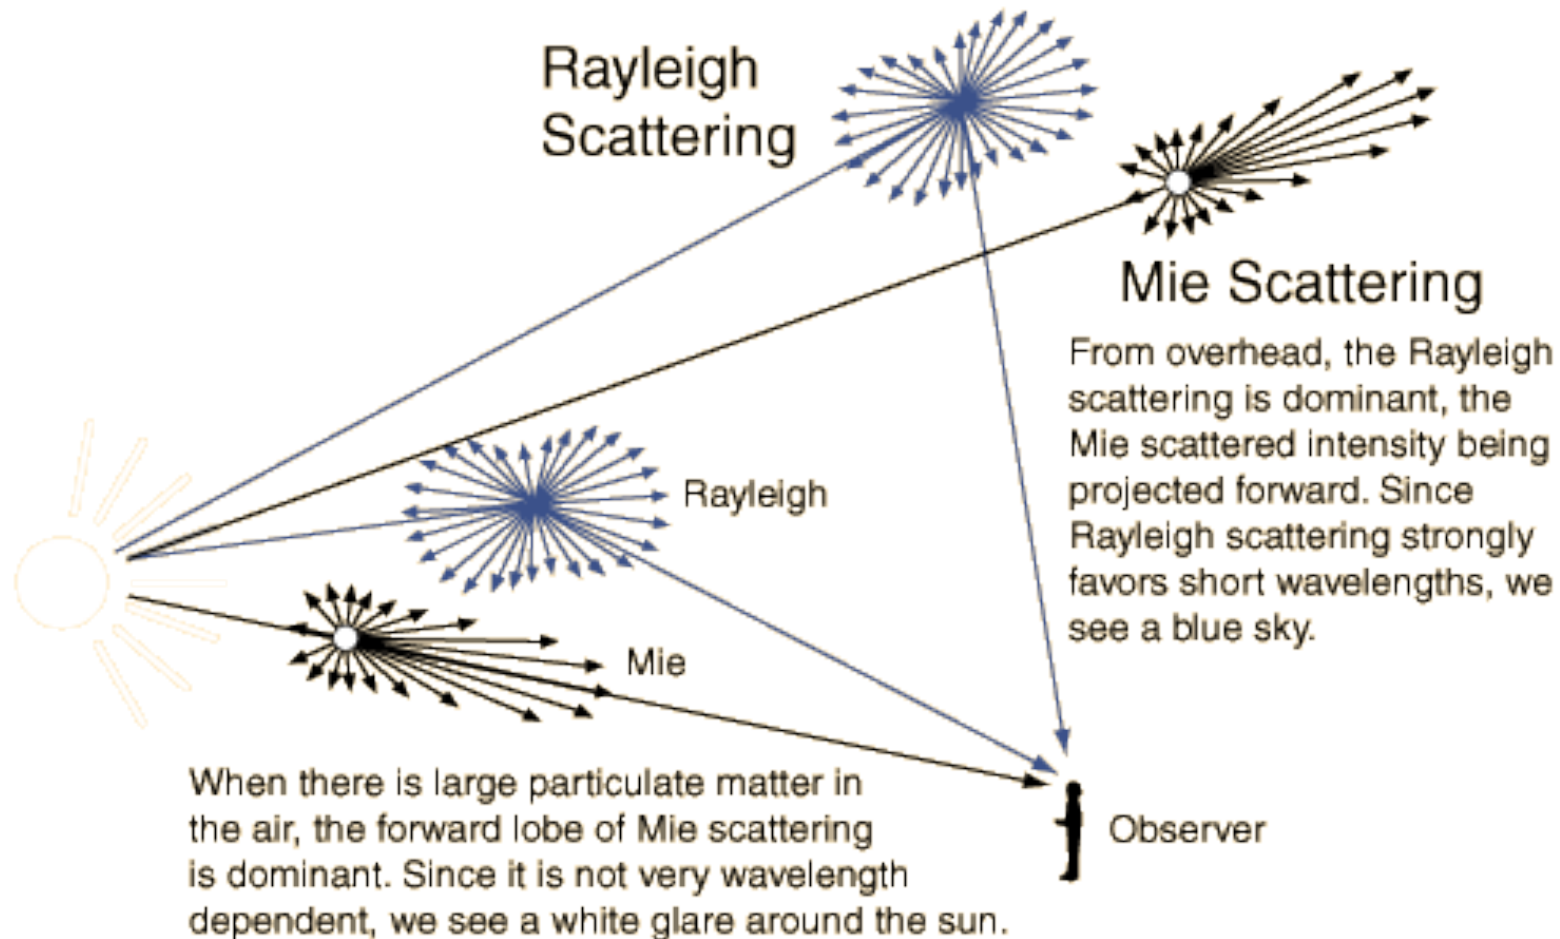 Rayleigh
Scattering
Mie Scattering
From overhead, the Rayleigh
scattering is dominant, the
Mie scattered intensity being
projected forward. Since
Rayleigh scattering strongly
favors short wavelengths, we
see a blue sky.
Rayleigh
Mie
When there is large particulate matter in
the air, the forward lobe of Mie scattering
is dominant. Since it is not very wavelength
dependent, we see a white glare around the sun.
Observer